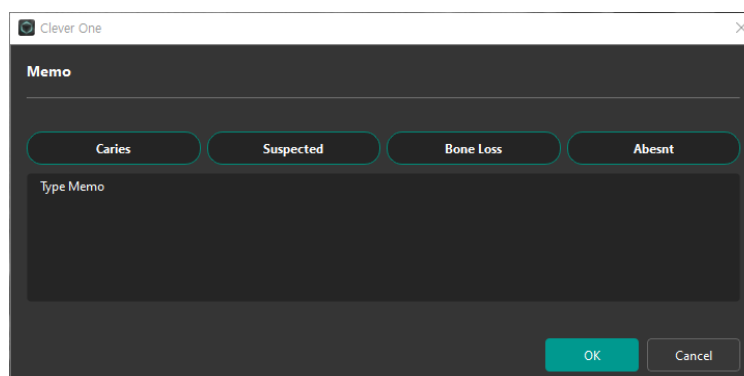 Clever One
Memo
Caries Suspected Bone Loss Abesnt
Type Memo
OK Cancel